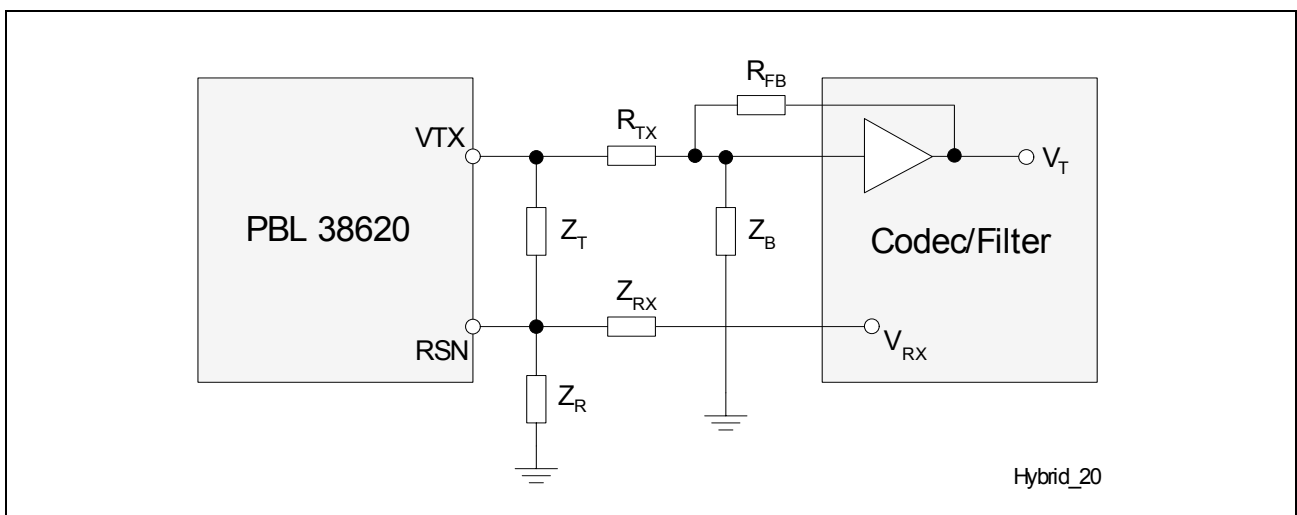 R_FB
R_TX
VTX
V_T
PBL 38620
Z_T
Z_B
Codec/Filter
Z_RX
RSN
V_RX
Z_R
Hybrid_20